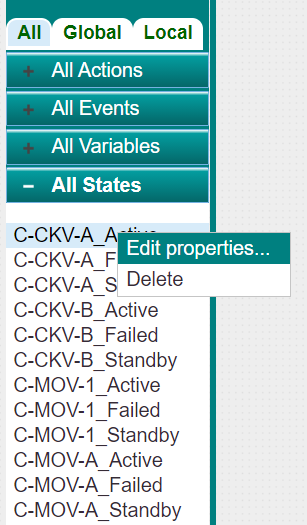 All Global Local
+ All Actions
+ All Events
+ All Variables
– All States
C-CKV-A_Active
Edit properties...
C-CKV-A_F
Delete
C-CKV-A_S
C-CKV-B_Active
C-CKV-B_Failed
C-CKV-B_Standby
C-MOV-1_Active
C-MOV-1_Failed
C-MOV-1_Standby
C-MOV-A_Active
C-MOV-A_Failed
C-MOV-A_Standby